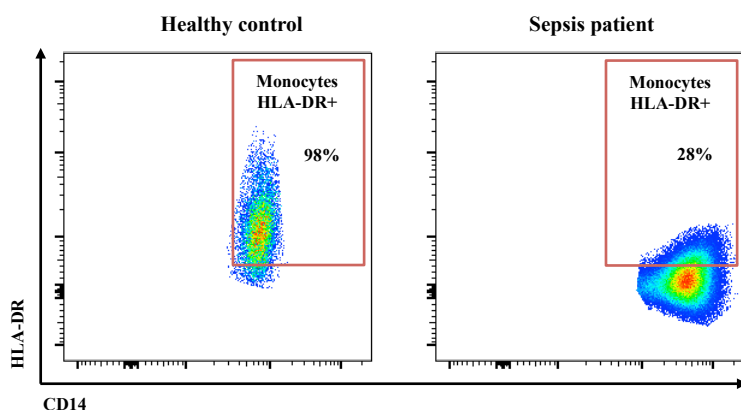 Healthy control
Sepsis patient
Monocytes
HLA-DR+
98%
Monocytes
HLA-DR+
28%
HLA-DR
CD14